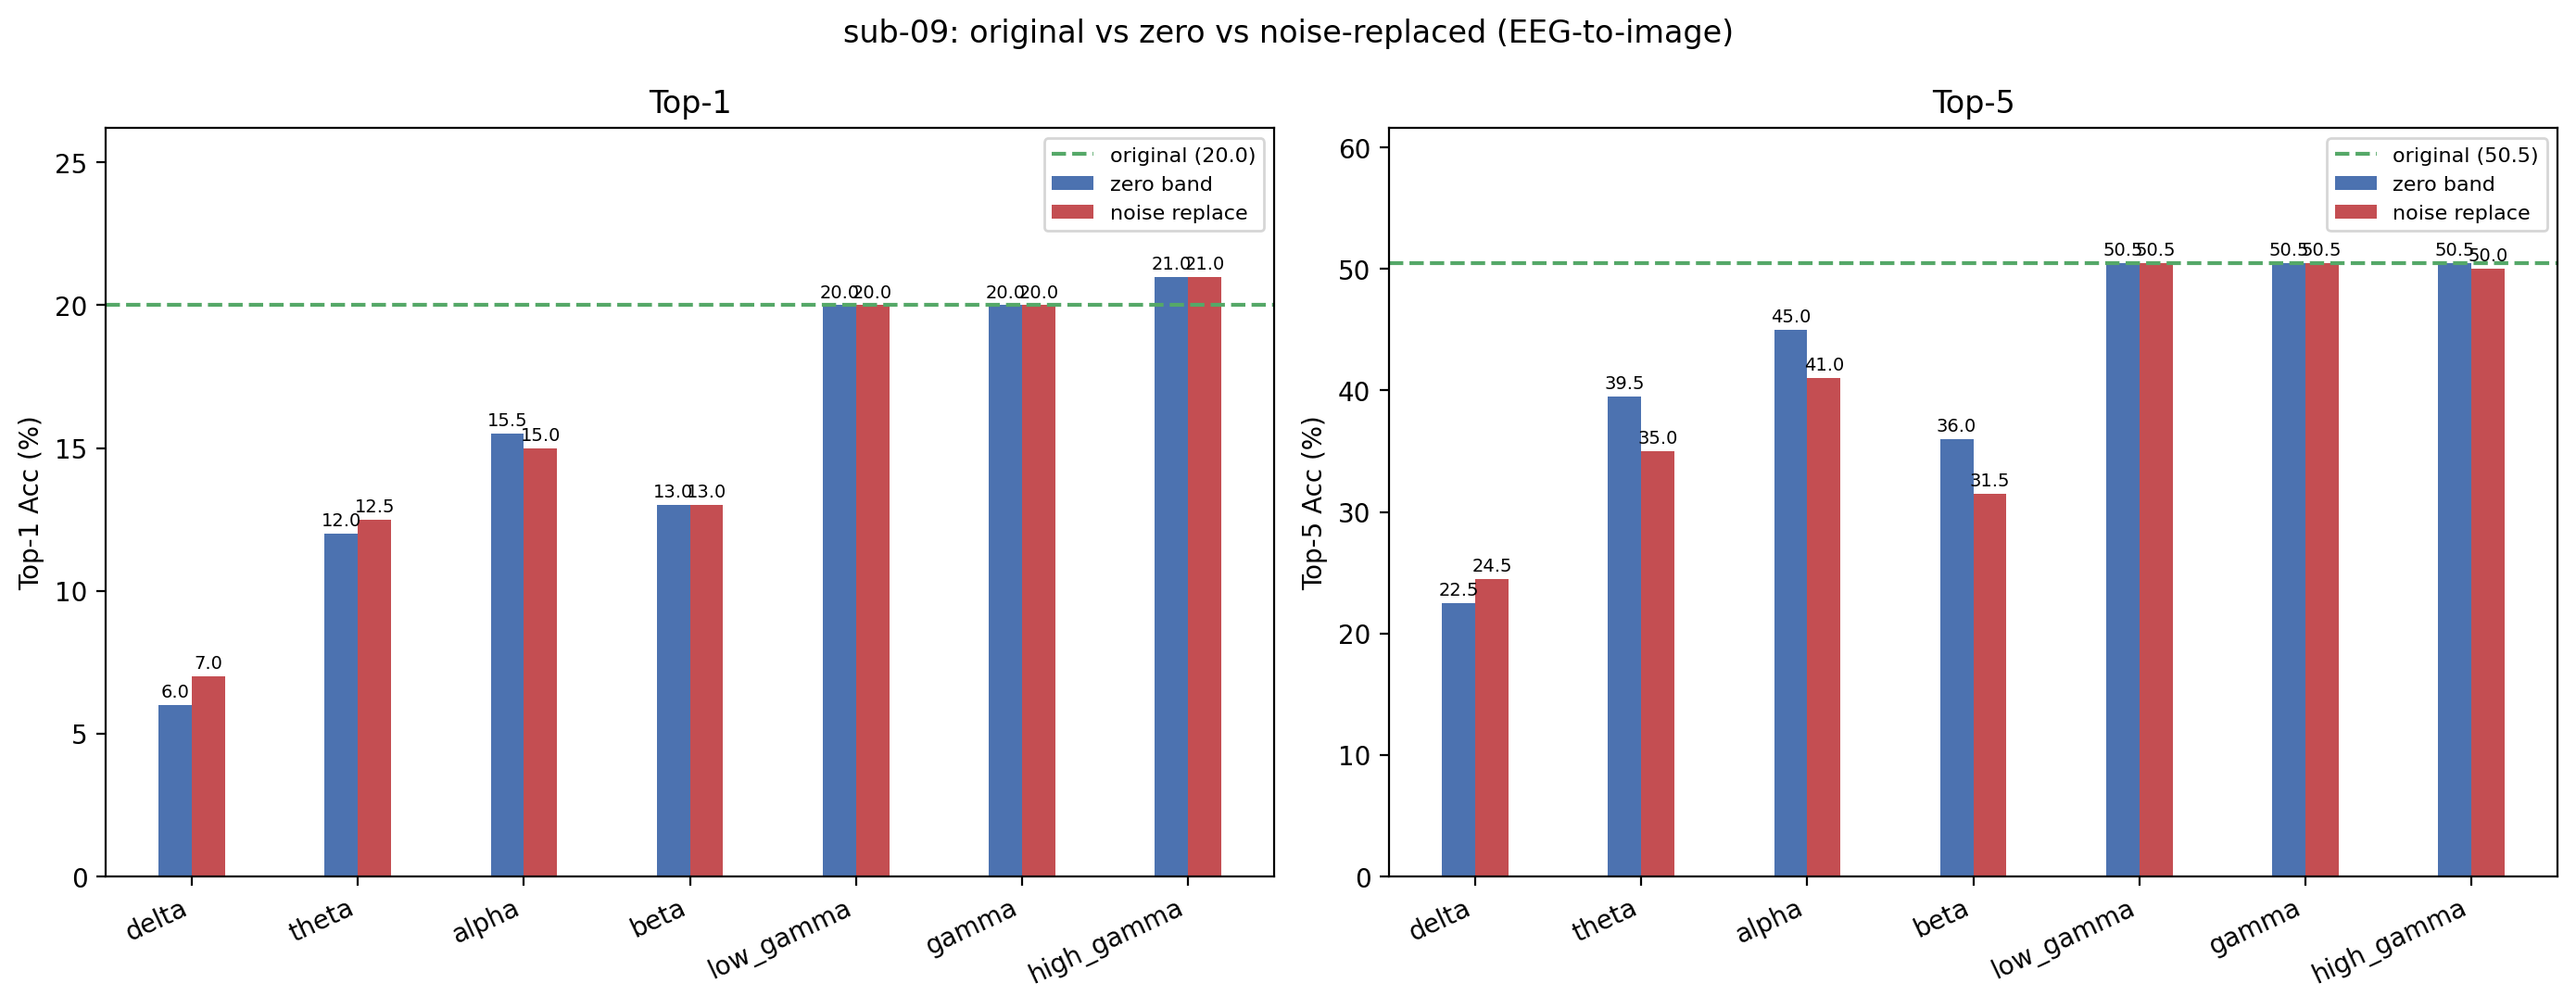 sub-09: original vs zero vs noise-replaced (EEG-to-image)
Top-1
Top-1 Acc (%)
25
20
15
10
5
0
original (20.0)
zero band
noise replace
6.0
7.0
12.0
12.5
15.5
15.0
13.0
13.0
20.0
20.0
20.0
20.0
21.0
21.0
delta
theta
alpha
beta
low_gamma
gamma
high_gamma
Top-5
Top-5 Acc (%)
60
50
40
30
20
10
0
original (50.5)
zero band
noise replace
22.5
24.5
39.5
35.0
45.0
41.0
36.0
31.5
50.5
50.5
50.5
50.5
50.5
50.0
delta
theta
alpha
beta
low_gamma
gamma
high_gamma